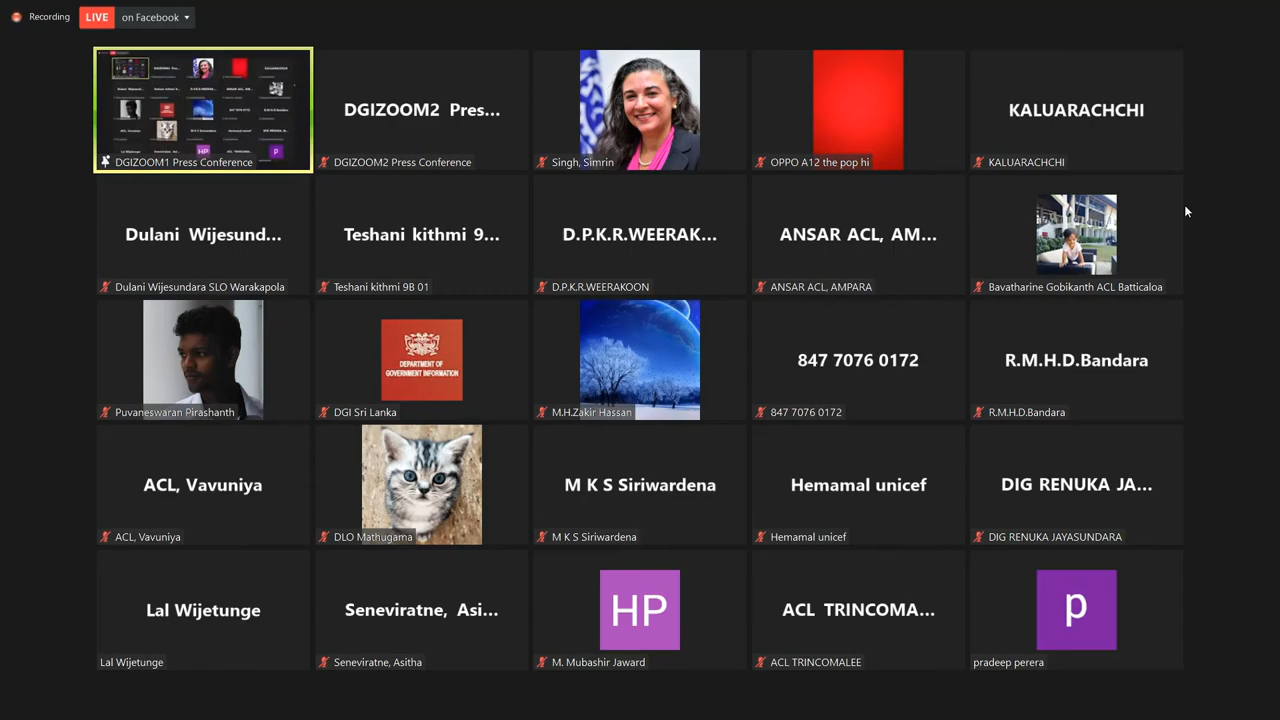 Recording
LIVE on Facebook
DGIZOOM1 Press Conference
DGIZOOM2 Pres...
DGIZOOM2 Press Conference
Singh, Simrin
OPPO A12 the pop hi
KALUARACHCHI
KALUARACHCHI
Dulani Wijesund...
Dulani Wijesundara SLO Warakapola
Teshani kithmi 9...
Teshani kithmi 9B 01
D.P.K.R.WEERAK...
D.P.K.R.WEERAKOON
ANSAR ACL, AM...
ANSAR ACL, AMPARA
Bavatharine Gobikanth ACL Batticaloa
Puvaneswaran Pirashanth
DEPARTMENT OF
GOVERNMENT INFORMATION
DGI Sri Lanka
M.H.Zakir Hassan
847 7076 0172
847 7076 0172
R.M.H.D.Bandara
R.M.H.D.Bandara
ACL, Vavuniya
ACL, Vavuniya
DLO Mathugama
M K S Siriwardena
M K S Siriwardena
Hemamal unicef
Hemamal unicef
DIG RENUKA JA...
DIG RENUKA JAYASUNDARA
Lal Wijetunge
Lal Wijetunge
Seneviratne, Asi...
Seneviratne, Asitha
HP
M. Mubashir Jaward
ACL TRINCOMA...
ACL TRINCOMALEE
p
pradeep perera